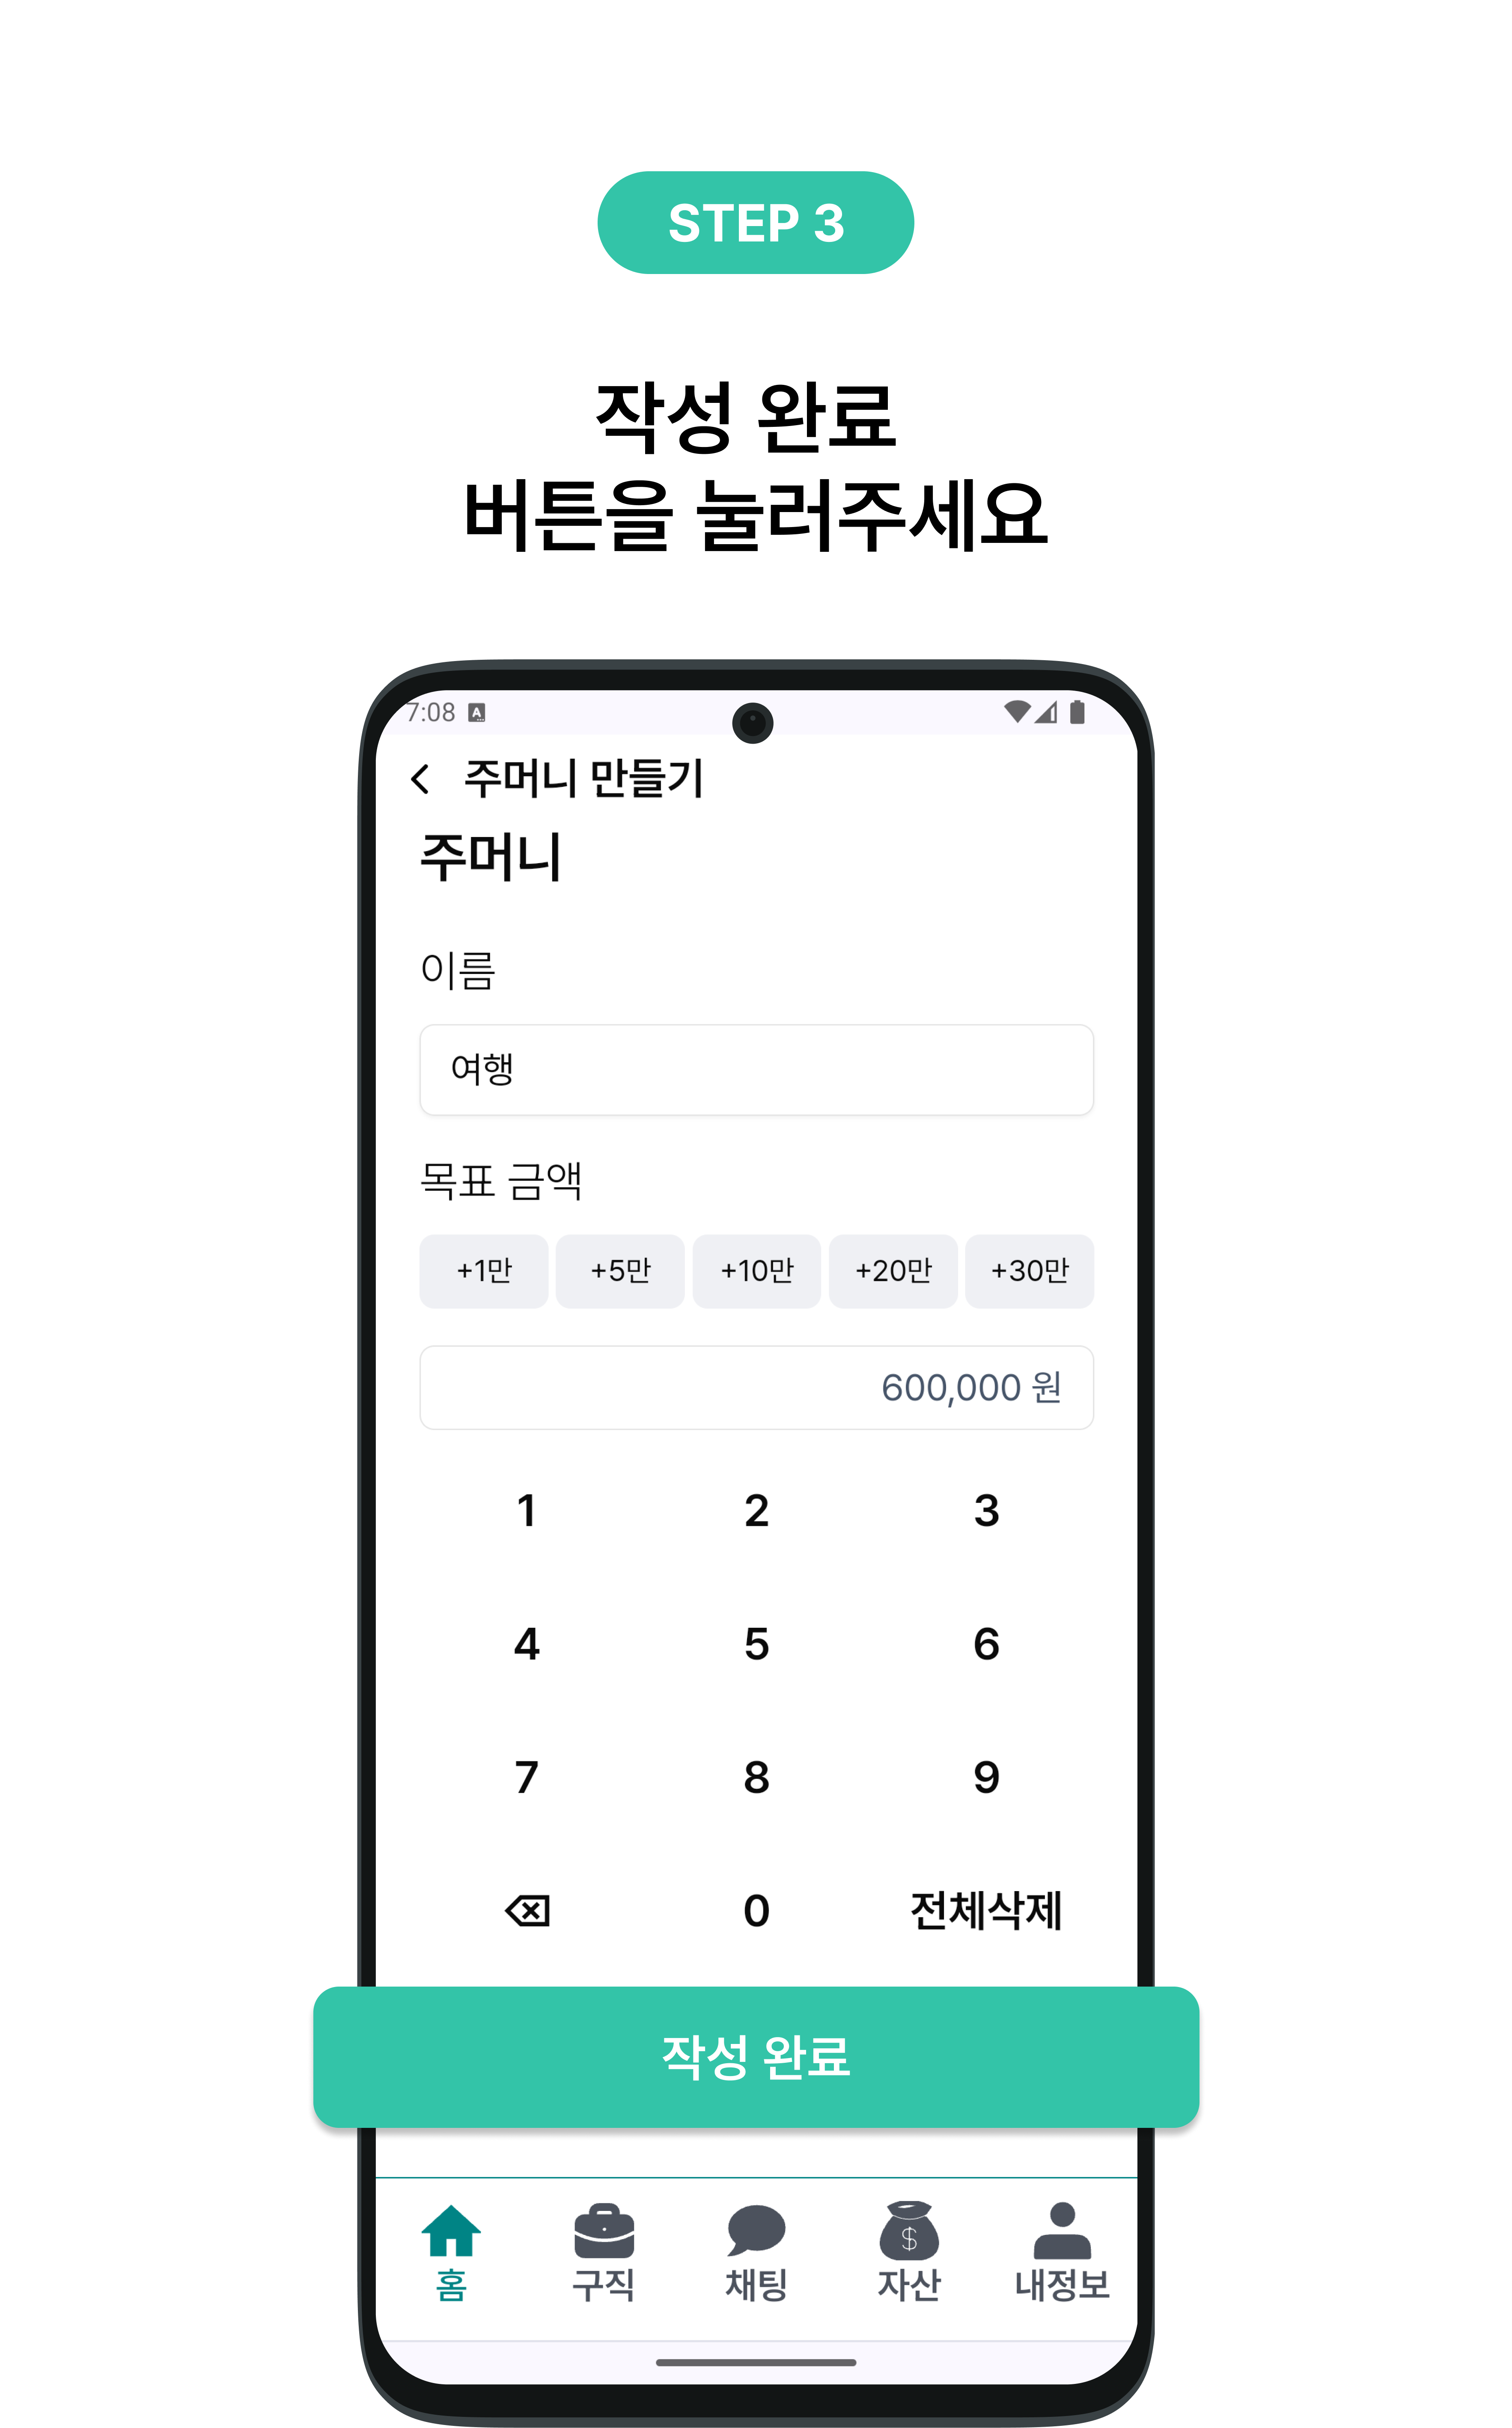 STEP 3
작성 완료
버튼을 눌러주세요
7:08
주머니 만들기
주머니
이름
여행
목표 금액
+1만 +5만 +10만 +20만 +30만
600,000 원
1 2 3
4 5 6
7 8 9
0 전체삭제
작성 완료
홈 구직 채팅 자산 내정보